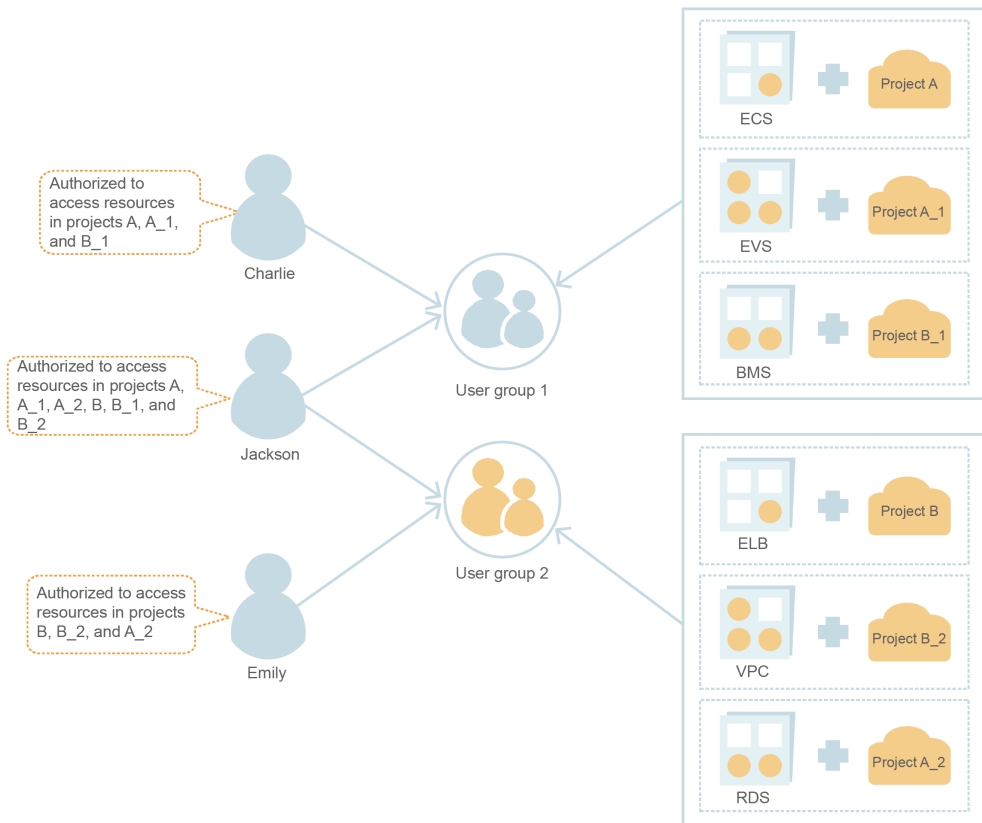 Authorized to
access resources
in projects A, A_1,
and B_1
Charlie
Authorized to access
resources in projects A,
A_1, A_2, B, B_1, and
B_2
Jackson
Authorized to access
resources in projects
B, B_2, and A_2
Emily
User group 1
User group 2
ECS
Project A
EVS
Project A_1
BMS
Project B_1
ELB
Project B
VPC
Project B_2
RDS
Project A_2